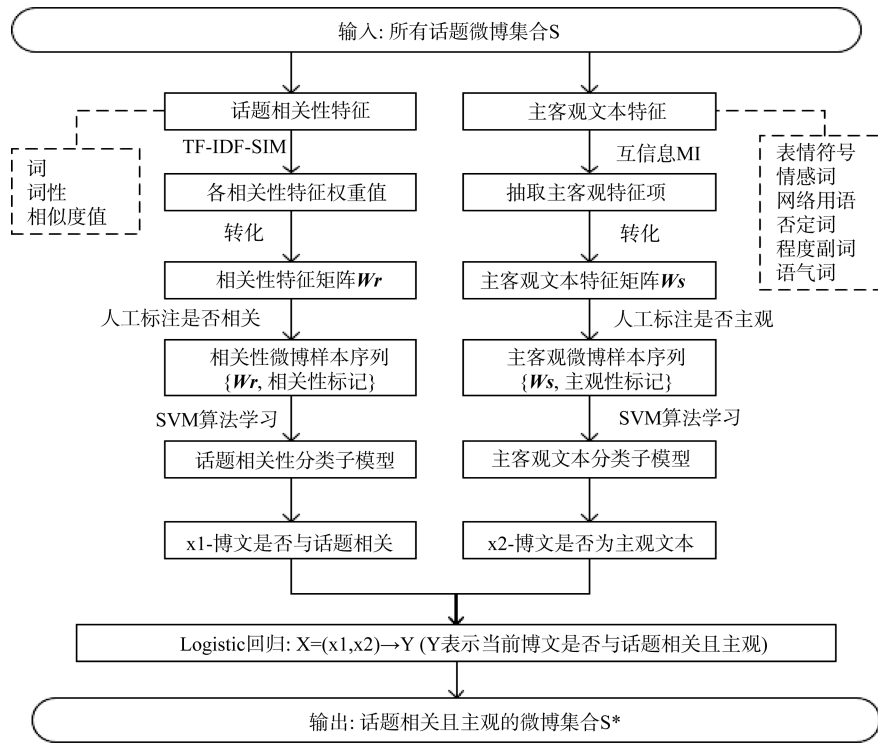 输入: 所有话题微博集合S
话题相关性特征
主客观文本特征
词
词性
相似度值
TF-IDF-SIM
互信息MI
表情符号
情感词
网络用语
否定词
程度副词
语气词
各相关性特征权重值
抽取主客观特征项
转化
转化
相关性特征矩阵Wr
主客观文本特征矩阵Ws
人工标注是否相关
人工标注是否主观
相关性微博样本序列
{Wr, 相关性标记}
主客观微博样本序列
{Ws, 主观性标记}
SVM算法学习
SVM算法学习
话题相关性分类子模型
主客观文本分类子模型
x1-博文是否与话题相关
x2-博文是否为主观文本
Logistic回归: X=(x1,x2)→Y (Y表示当前博文是否与话题相关且主观)
输出: 话题相关且主观的微博集合S*